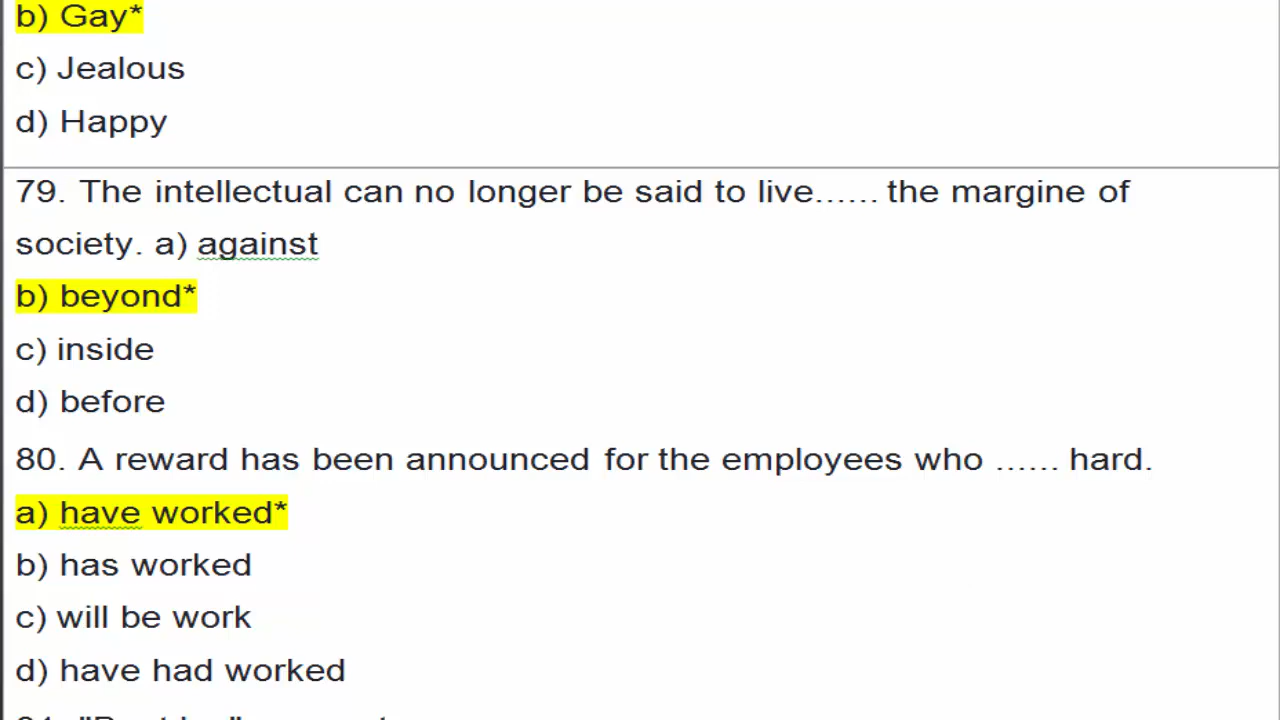 b) Gay*
c) Jealous
d) Happy
79. The intellectual can no longer be said to live...... the margine of
society. a) against
b) beyond*
c) inside
d) before
80. A reward has been announced for the employees who ...... hard.
a) have worked*
b) has worked
c) will be work
d) have had worked